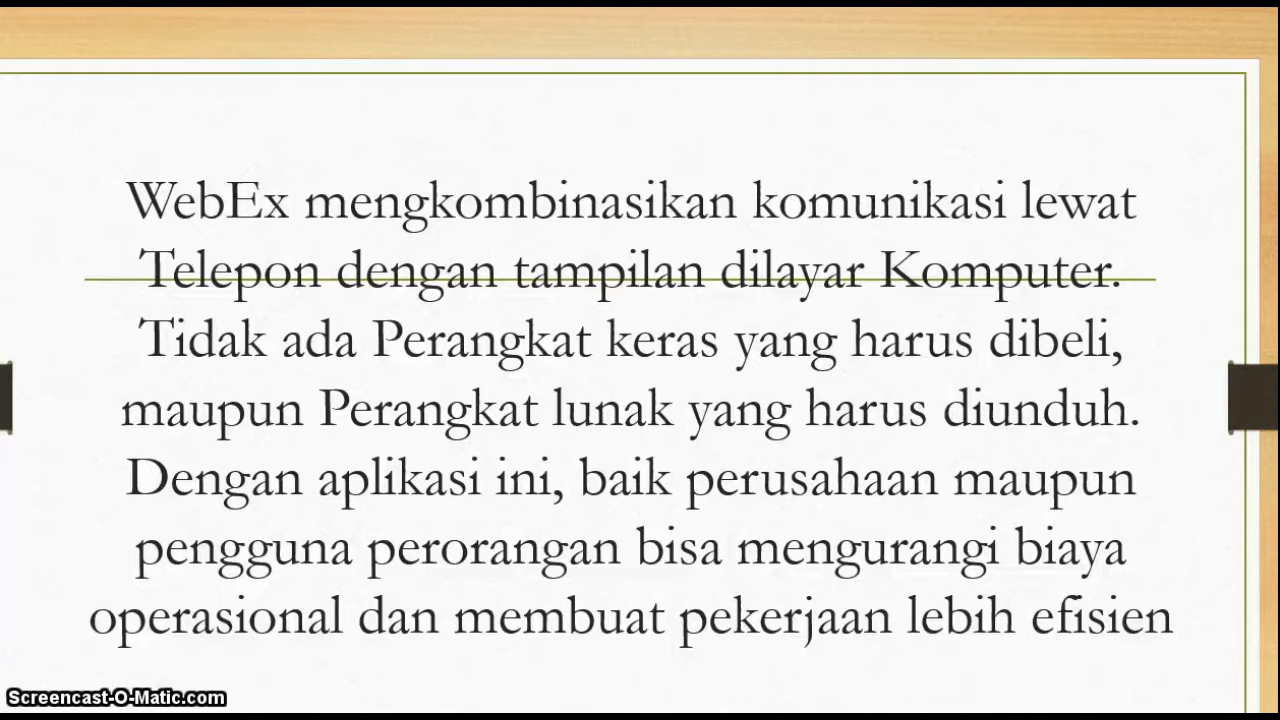 WebEx mengkombinasikan komunikasi lewat
Telepon dengan tampilan dilayar Komputer.
Tidak ada Perangkat keras yang harus dibeli,
maupun Perangkat lunak yang harus diunduh.
Dengan aplikasi ini, baik perusahaan maupun
pengguna perorangan bisa mengurangi biaya
operasional dan membuat pekerjaan lebih efisien
Screencast-O-Matic.com